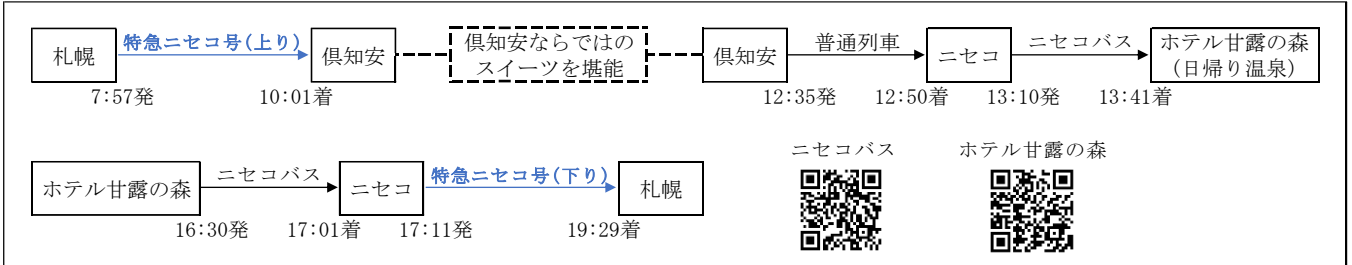 札幌 特急ニセコ号(上り) 倶知安 倶知安ならではの 倶知安 普通列車 ニセコ ニセコバス ホテル甘露の森
スイーツを堪能 (日帰り温泉)
7:57発 10:01着 12:35発 12:50着 13:10発 13:41着
ニセコバス ホテル甘露の森
ホテル甘露の森 ニセコバス ニセコ 特急ニセコ号(下り) 札幌
16:30発 17:01着 17:11発 19:29着